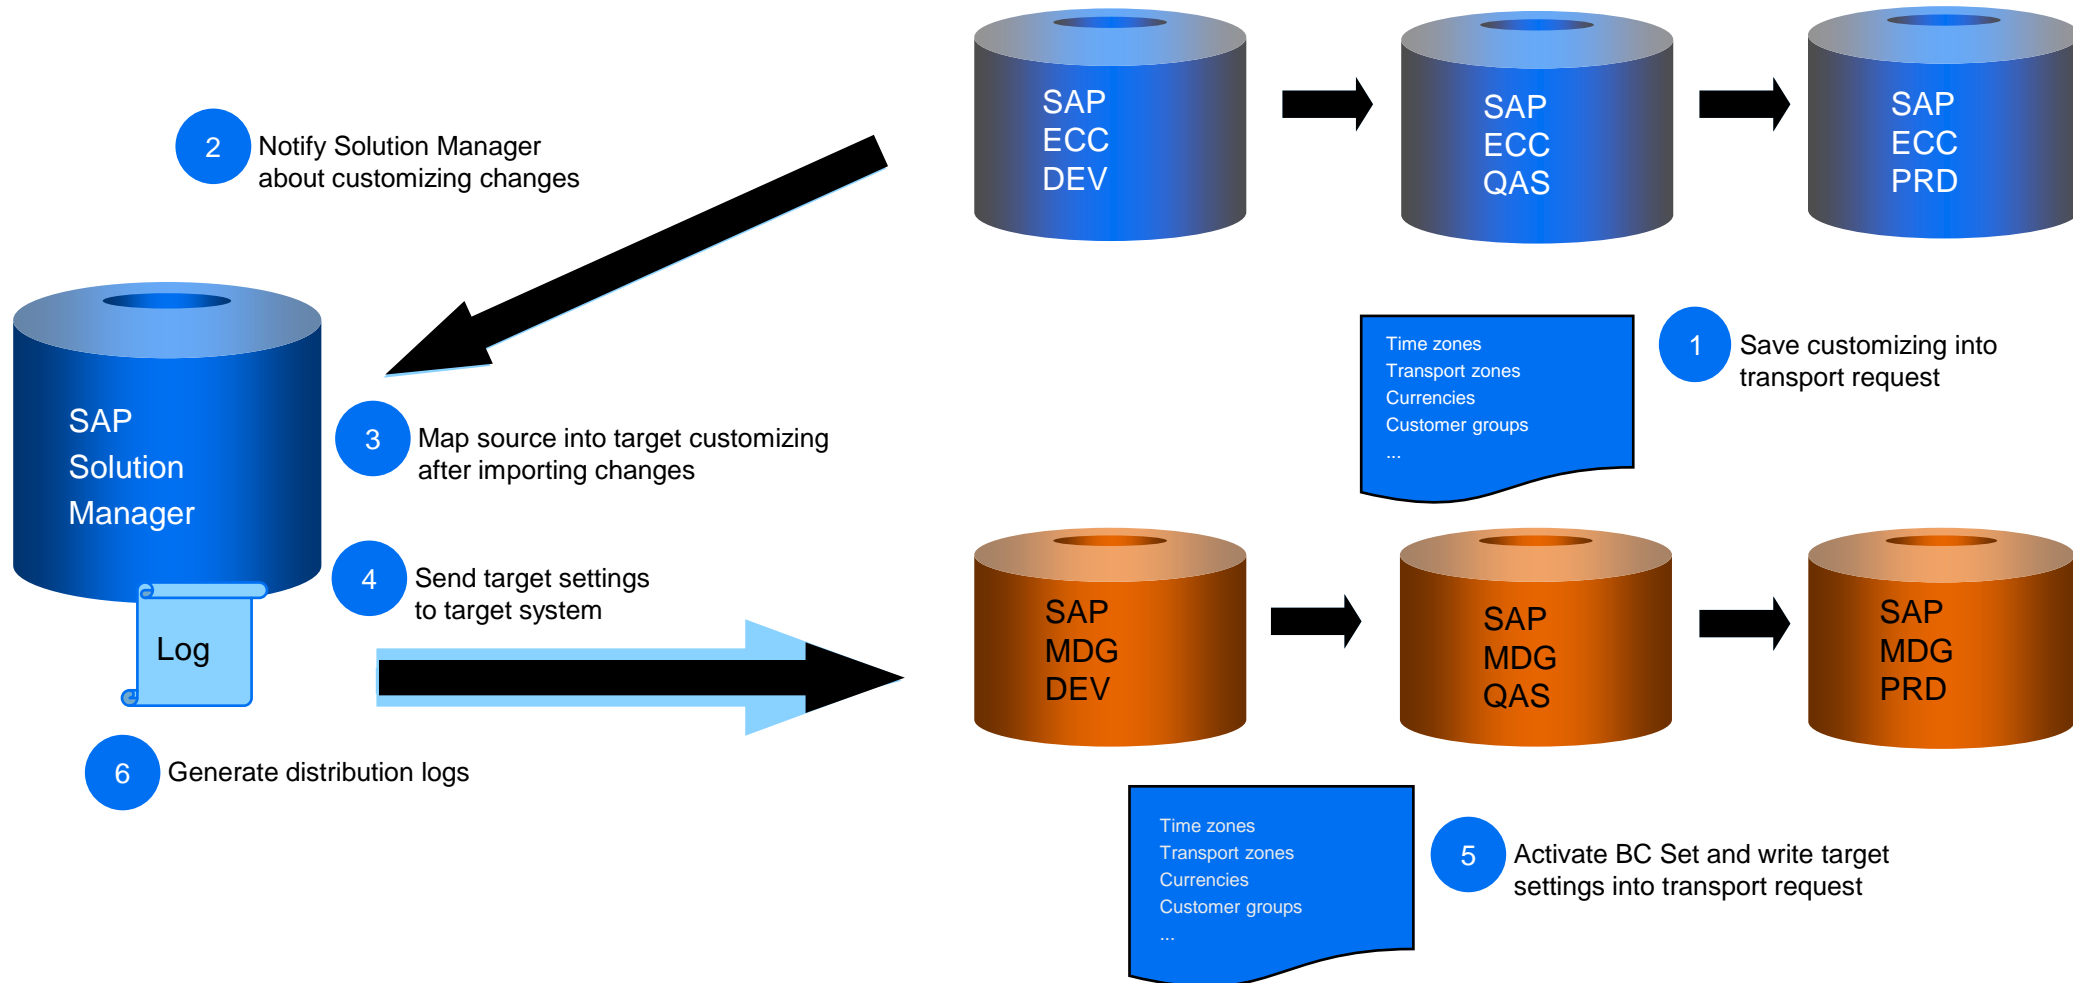 SAP
ECC
DEV
SAP
ECC
QAS
SAP
ECC
PRD
2
Notify Solution Manager
about customizing changes
Time zones
Transport zones
Currencies
Customer groups
...
1
Save customizing into
transport request
SAP
Solution
Manager
3
Map source into target customizing
after importing changes
4
Send target settings
to target system
Log
6
Generate distribution logs
SAP
MDG
DEV
SAP
MDG
QAS
SAP
MDG
PRD
Time zones
Transport zones
Currencies
Customer groups
...
5
Activate BC Set and write target
settings into transport request